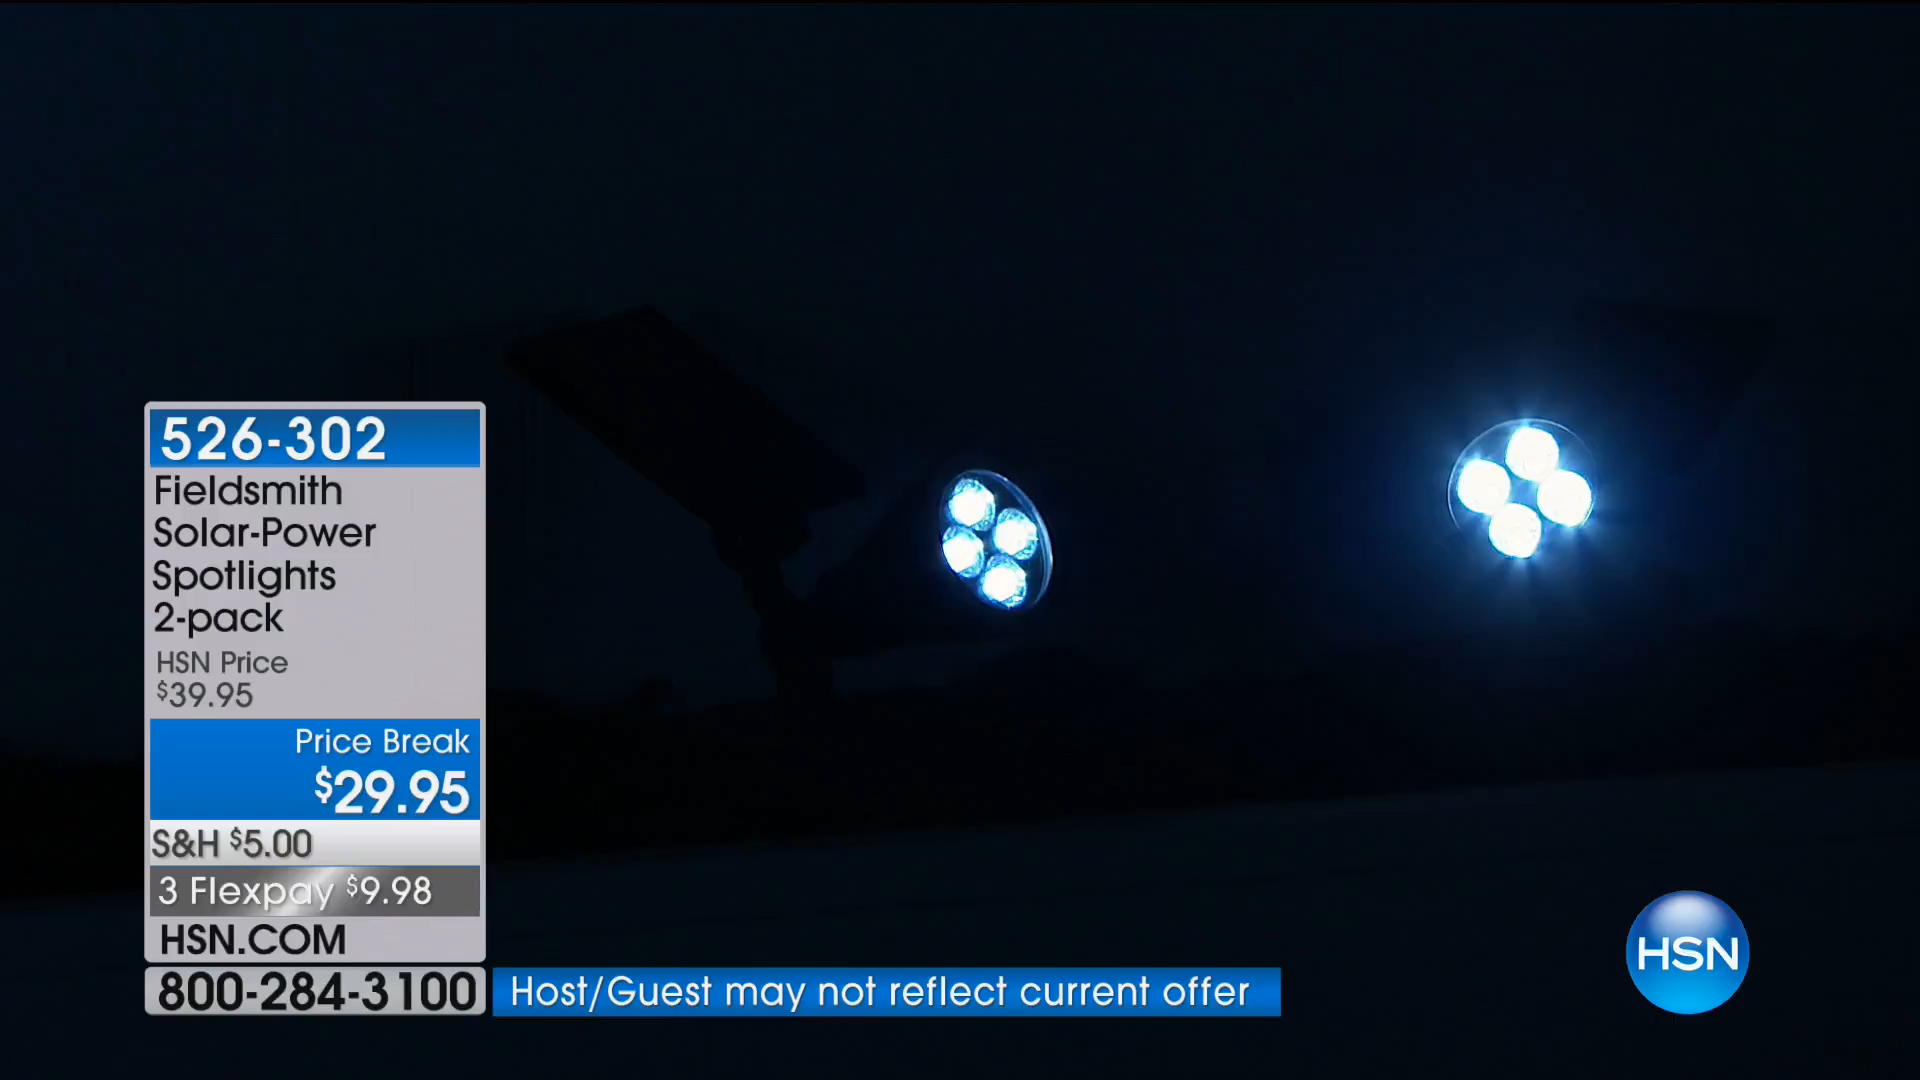 526-302
Fieldsmith
Solar-Power
Spotlights
2-pack
HSN Price
$39.95
Price Break
$29.95
S&H $5.00
3 Flexpay $9.98
HSN.COM
800-284-3100
Host/Guest may not reflect current offer
HSN